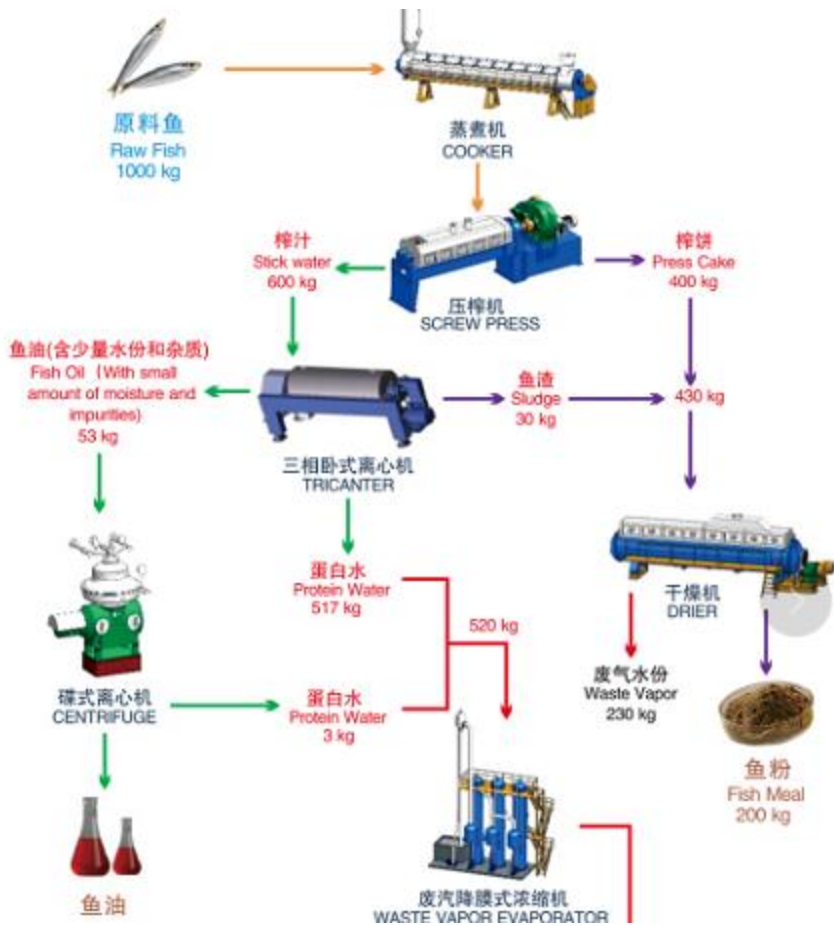 原料鱼
Raw Fish
1000 kg
蒸煮机
COOKER
榨汁
Stick water
600 kg
压榨机
SCREW PRESS
榨饼
Press Cake
400 kg
鱼油(含少量水份和杂质)
Fish Oil (With small
amount of moisture and
impurities)
53 kg
三相卧式离心机
TRICANTER
鱼渣
Sludge
30 kg
430 kg
干燥机
DRIER
蛋白水
Protein Water
517 kg
520 kg
碟式离心机
CENTRIFUGE
蛋白水
Protein Water
3 kg
废气水份
Waste Vapor
230 kg
鱼粉
Fish Meal
200 kg
鱼油
废汽降膜式浓缩机
WASTE VAPOR EVAPORATOR